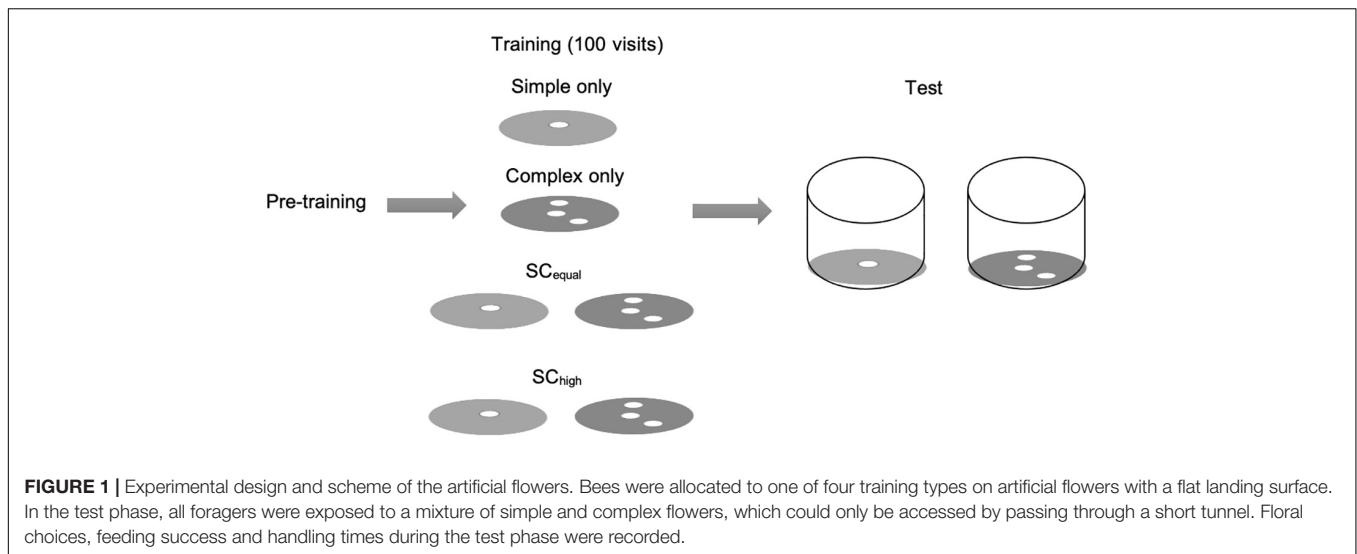 Training (100 visits)
Simple only
Test
Complex only
Pre-training
SCequal
SChigh
FIGURE 1 | Experimental design and scheme of the artificial flowers. Bees were allocated to one of four training types on artificial flowers with a flat landing surface.
In the test phase, all foragers were exposed to a mixture of simple and complex flowers, which could only be accessed by passing through a short tunnel. Floral
choices, feeding success and handling times during the test phase were recorded.